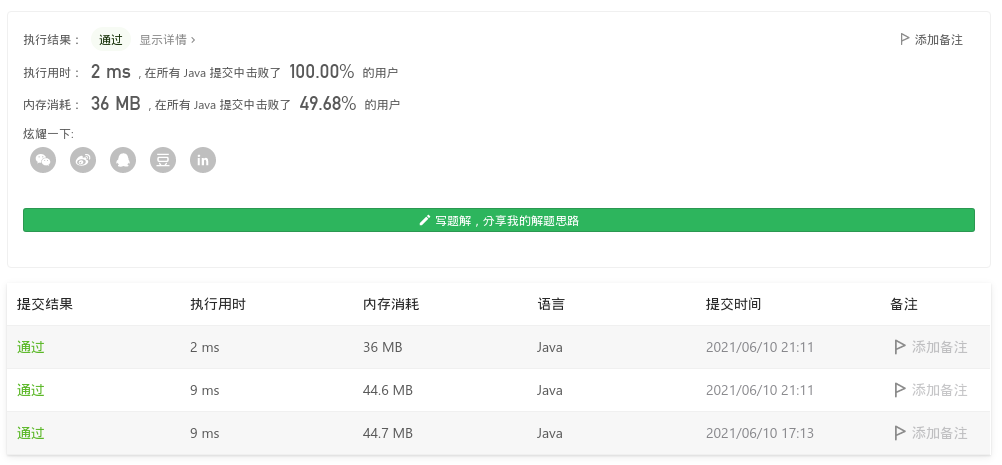 执行结果： 通过 显示详情 › 添加备注
执行用时： 2 ms , 在所有 Java 提交中击败了 100.00% 的用户
内存消耗： 36 MB , 在所有 Java 提交中击败了 49.68% 的用户
炫耀一下:
豆 in
写题解，分享我的解题思路
提交结果 执行用时 内存消耗 语言 提交时间 备注
通过 2 ms 36 MB Java 2021/06/10 21:11 添加备注
通过 9 ms 44.6 MB Java 2021/06/10 21:11 添加备注
通过 9 ms 44.7 MB Java 2021/06/10 17:13 添加备注